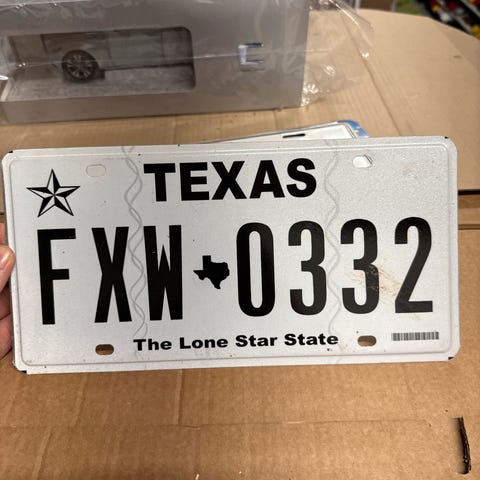 TEXAS
FXW 0332
The Lone Star State